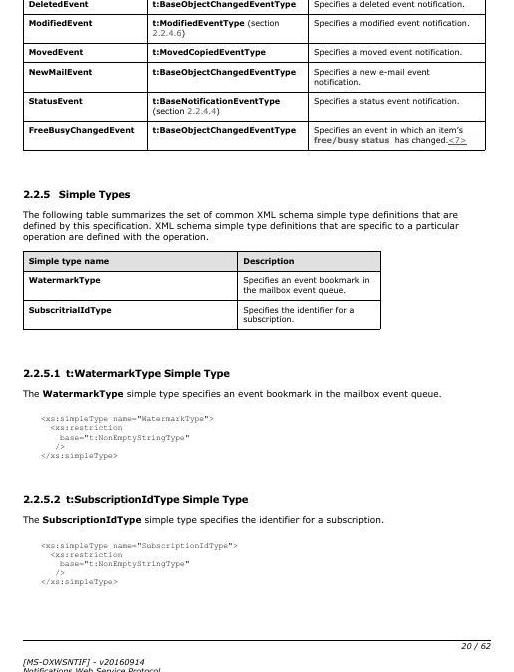 DeletedEvent t:BaseObjectChangedEventType Specifies a deleted event notification.
ModifiedEvent t:ModifiedEventType (section Specifies a modified event notification.
2.2.4.6)
MovedEvent t:MovedCopiedEventType Specifies a moved event notification.
NewMailEvent t:BaseObjectChangedEventType Specifies a new e-mail event
notification.
StatusEvent t:BaseNotificationEventType Specifies a status event notification.
(section 2.2.4.4)
FreeBusyChangedEvent t:BaseObjectChangedEventType Specifies an event in which an item's
free/busy status has changed.<7>
2.2.5 Simple Types
The following table summarizes the set of common XML schema simple type definitions that are
defined by this specification. XML schema simple type definitions that are specific to a particular
operation are defined with the operation.
Simple type name Description
WatermarkType Specifies an event bookmark in
the mailbox event queue.
SubscritrialIdType Specifies the identifier for a
subscription.
2.2.5.1 t:WatermarkType Simple Type
The WatermarkType simple type specifies an event bookmark in the mailbox event queue.
<xs:simpleType name="WatermarkType">
<xs:restriction
base="t:NonEmptyStringType"
/>
</xs:simpleType>
2.2.5.2 t:SubscriptionIdType Simple Type
The SubscriptionIdType simple type specifies the identifier for a subscription.
<xs:simpleType name="SubscriptionIdType">
<xs:restriction
base="t:NonEmptyStringType"
/>
</xs:simpleType>
20 / 62
[MS-OXWSNTIF] - v20160914
Notifications Web Service Protocol